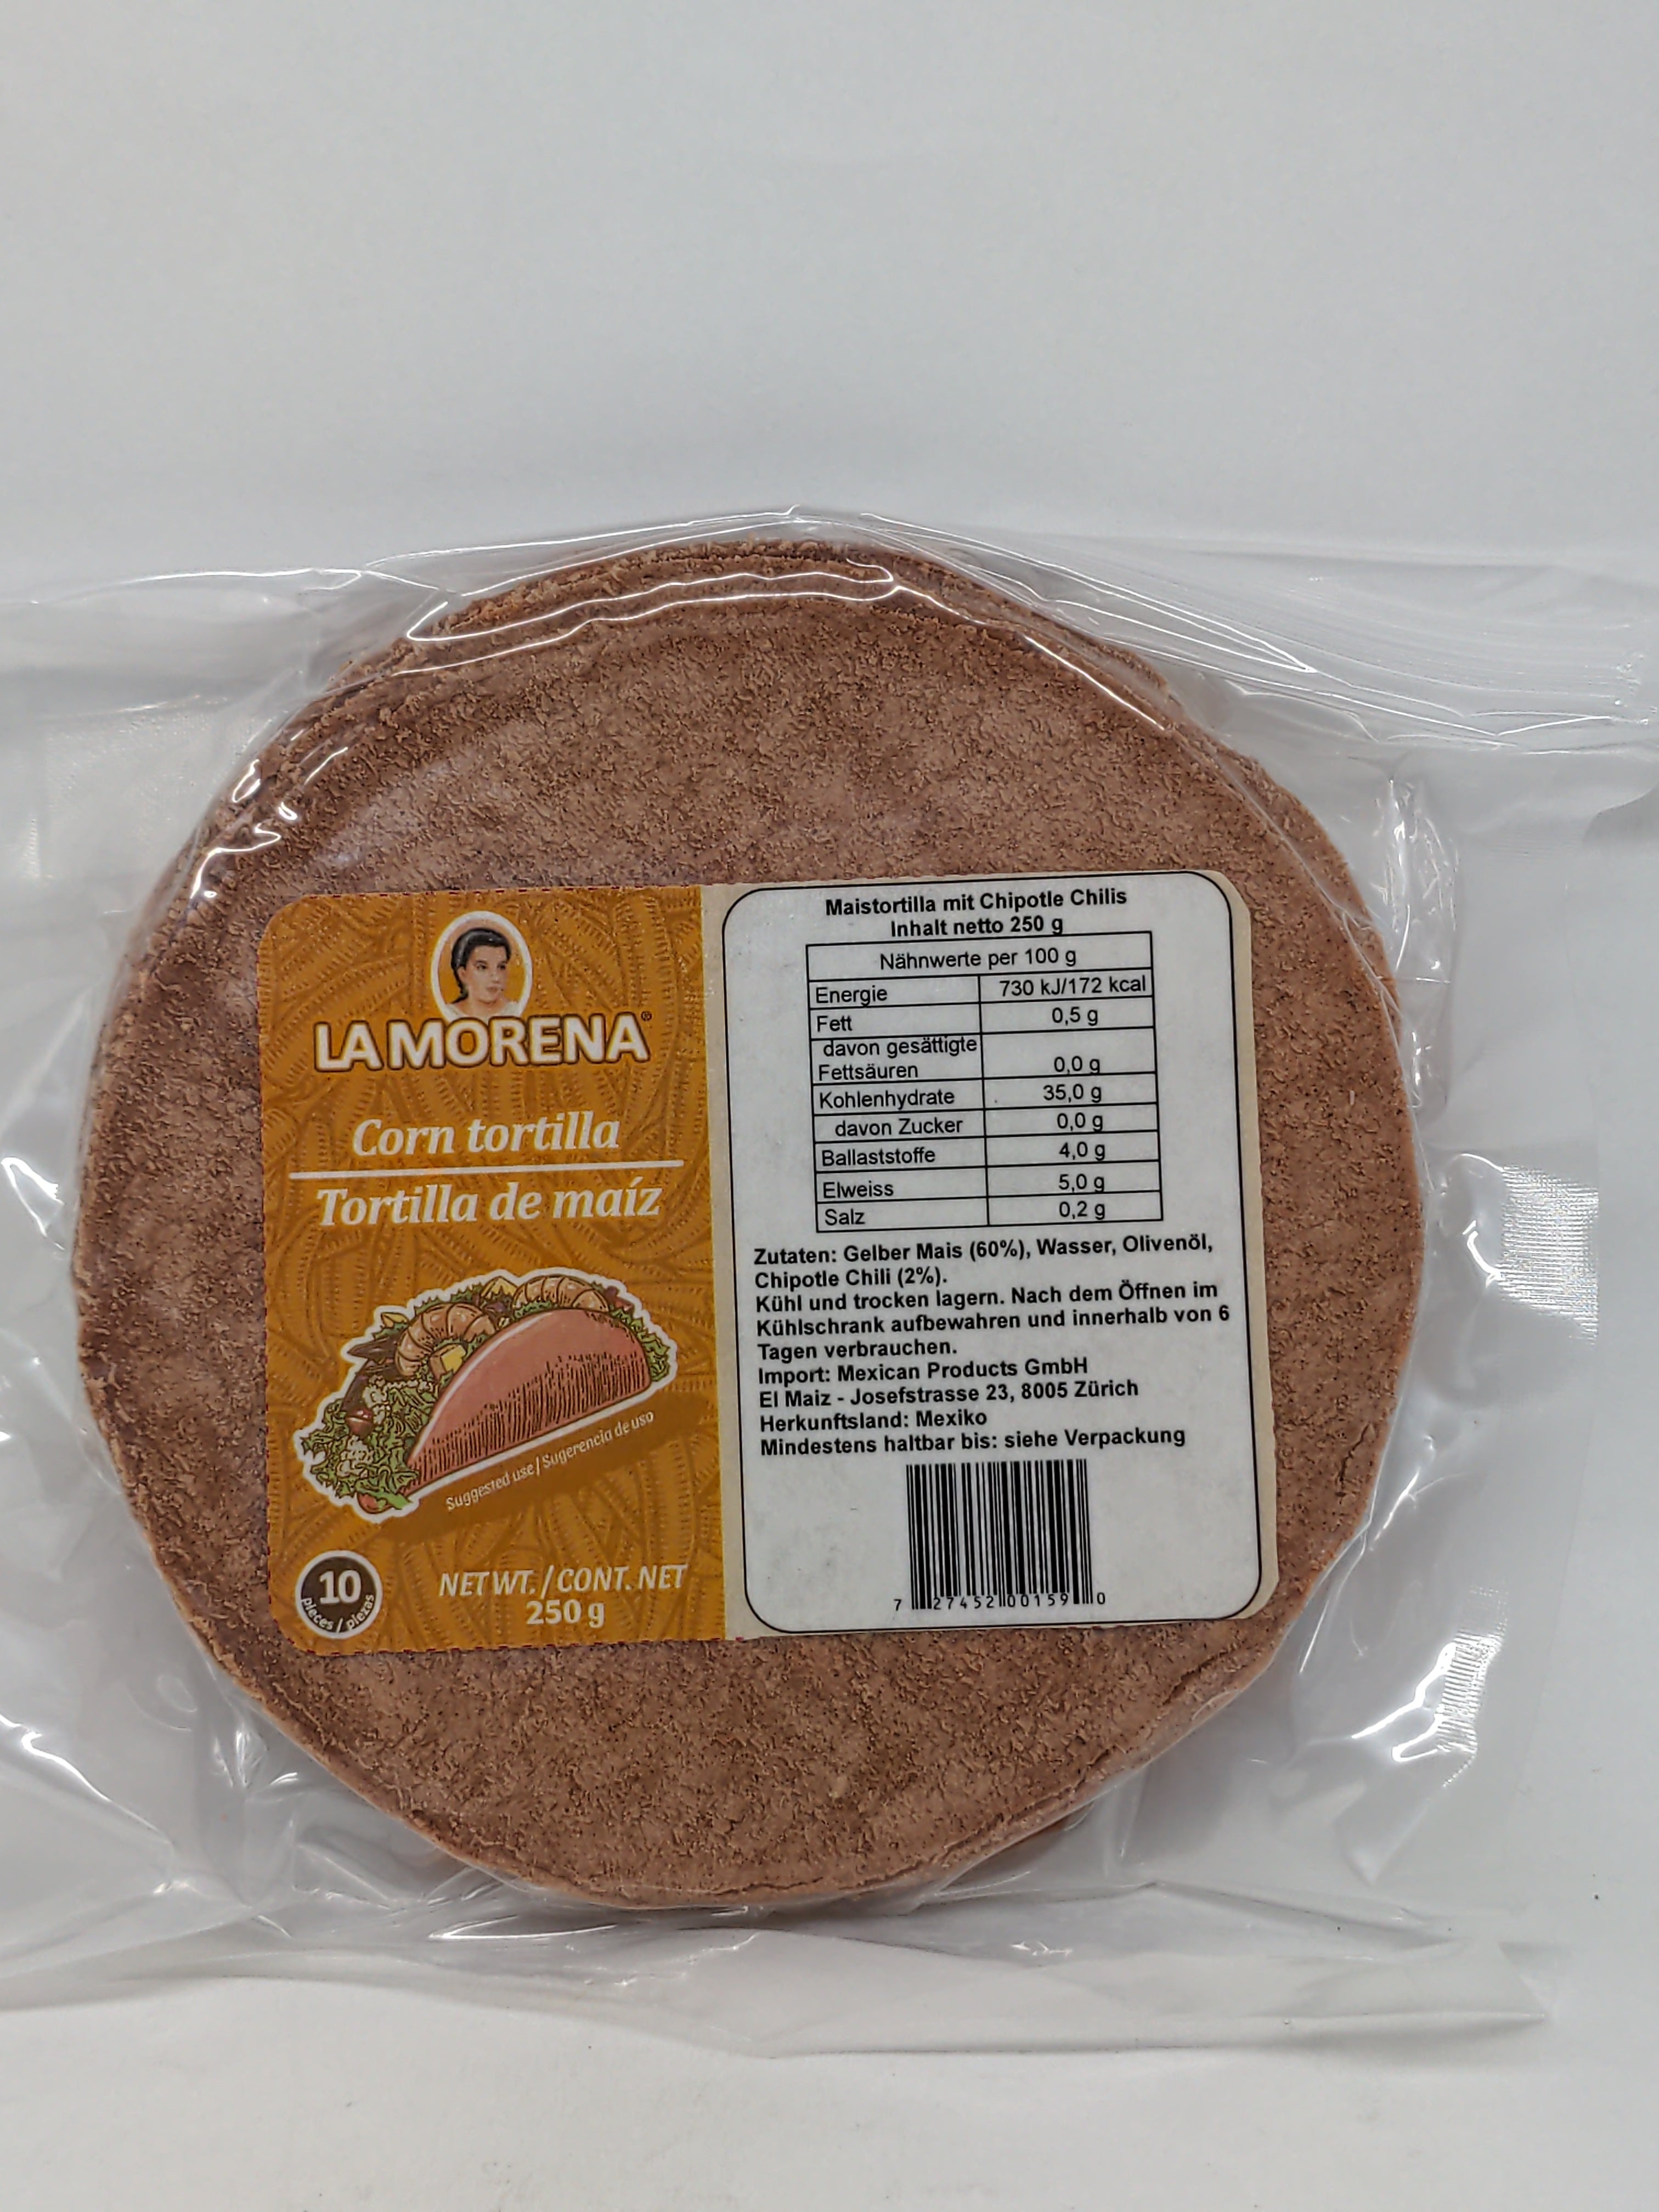 LA MORENA®
Corn tortilla
Tortilla de maíz
Suggested use / Sugerencia de uso
10
pieces / piezas
NET WT. / CONT. NET
250 g
Maistortilla mit Chipotle Chilis
Inhalt netto 250 g
Nähnwerte per 100 g
Energie 730 kJ/172 kcal
Fett 0,5 g
davon gesättigte
Fettsäuren 0,0 g
Kohlenhydrate 35,0 g
davon Zucker 0,0 g
Ballaststoffe 4,0 g
Elweiss 5,0 g
Salz 0,2 g
Zutaten: Gelber Mais (60%), Wasser, Olivenöl,
Chipotle Chili (2%).
Kühl und trocken lagern. Nach dem Öffnen im
Kühlschrank aufbewahren und innerhalb von 6
Tagen verbrauchen.
Import: Mexican Products GmbH
El Maiz - Josefstrasse 23, 8005 Zürich
Herkunftsland: Mexiko
Mindestens haltbar bis: siehe Verpackung
7 27452 00159 0